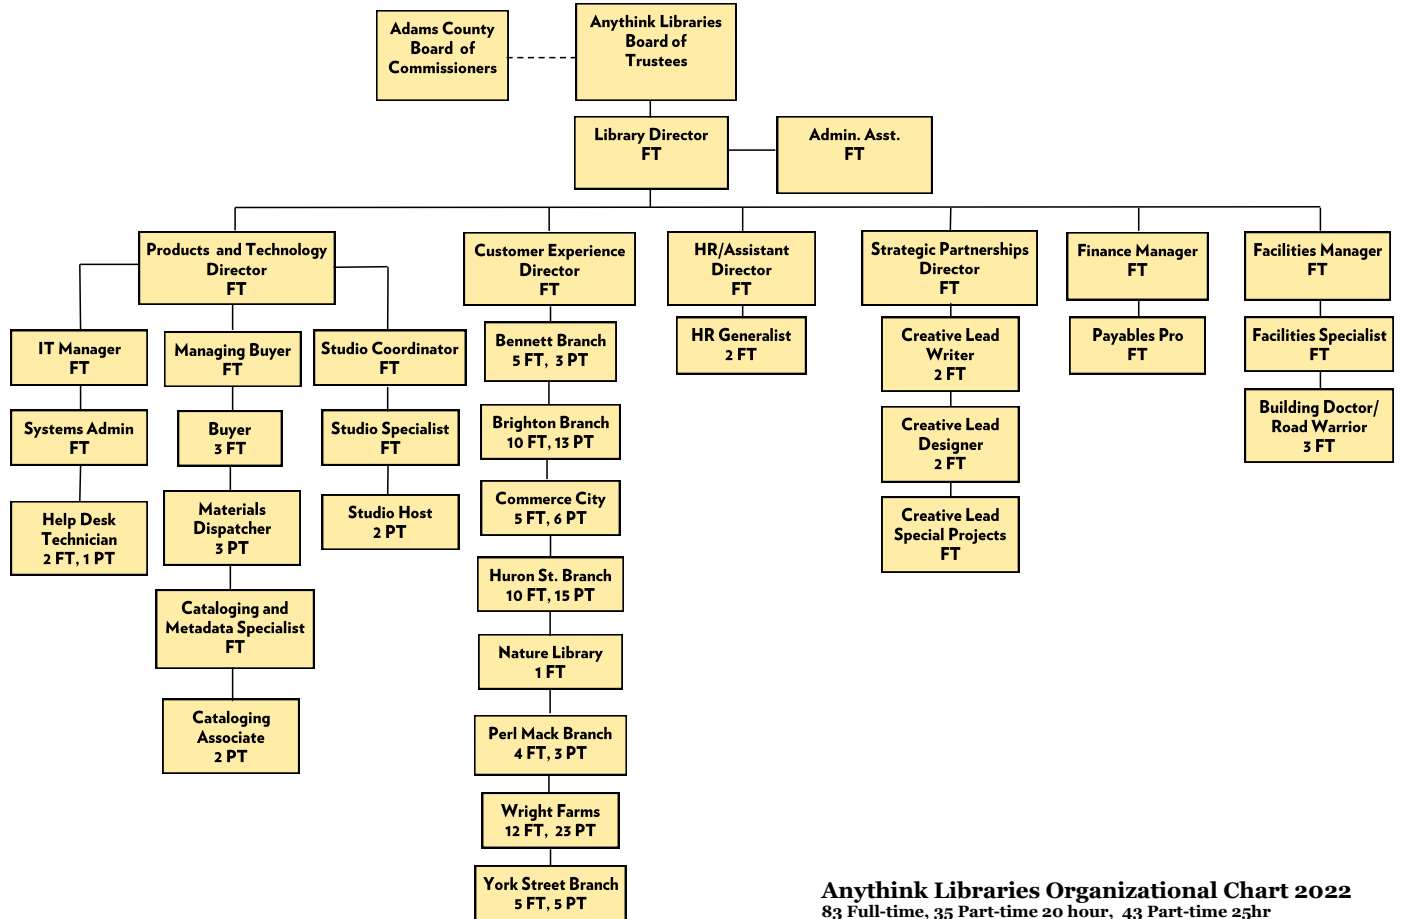 Adams County
Board of
Commissioners
Anythink Libraries
Board of
Trustees
Library Director
FT
Admin. Asst.
FT
Products and Technology
Director
FT
Customer Experience
Director
FT
HR/Assistant
Director
FT
Strategic Partnerships
Director
FT
Finance Manager
FT
Facilities Manager
FT
IT Manager
FT
Systems Admin
FT
Help Desk
Technician
2 FT, 1 PT
Managing Buyer
FT
Buyer
3 FT
Materials
Dispatcher
3 PT
Cataloging and
Metadata Specialist
FT
Cataloging
Associate
2 PT
Studio Coordinator
FT
Studio Specialist
FT
Studio Host
2 PT
Bennett Branch
5 FT, 3 PT
Brighton Branch
10 FT, 13 PT
Commerce City
5 FT, 6 PT
Huron St. Branch
10 FT, 15 PT
Nature Library
1 FT
Perl Mack Branch
4 FT, 3 PT
Wright Farms
12 FT, 23 PT
York Street Branch
5 FT, 5 PT
HR Generalist
2 FT
Creative Lead
Writer
2 FT
Creative Lead
Designer
2 FT
Creative Lead
Special Projects
FT
Payables Pro
FT
Facilities Specialist
FT
Building Doctor/
Road Warrior
3 FT
Anythink Libraries Organizational Chart 2022
83 Full-time, 35 Part-time 20 hour, 43 Part-time 25hr